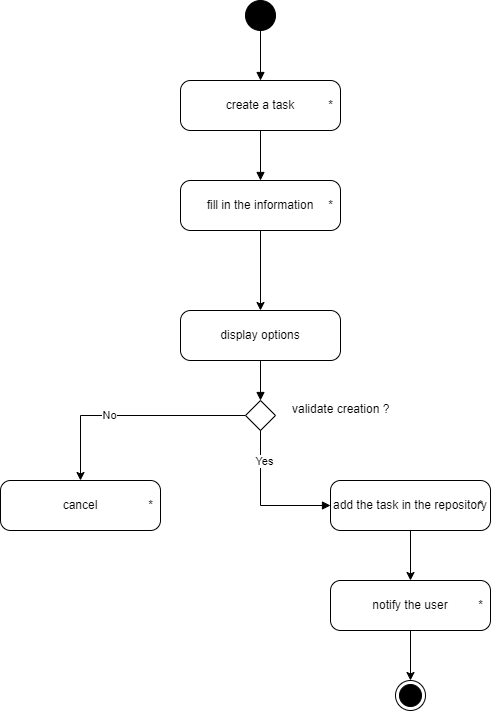 create a task *
fill in the information *
display options
validate creation ?
No
Yes
cancel *
add the task in the repository *
notify the user *